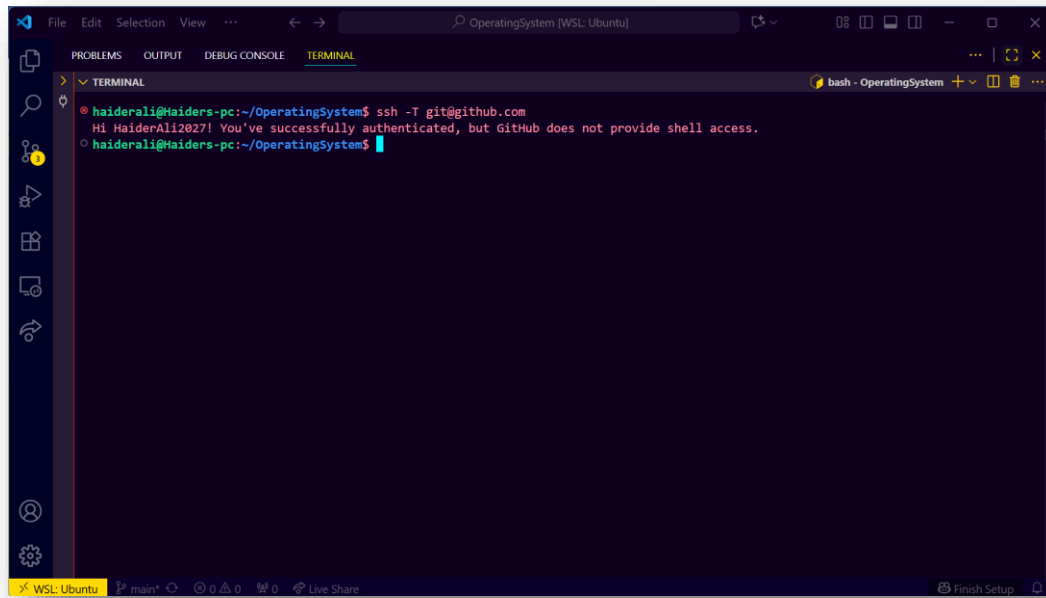 File Edit Selection View ··· OperatingSystem [WSL: Ubuntu]
PROBLEMS OUTPUT DEBUG CONSOLE TERMINAL ···
TERMINAL bash - OperatingSystem ···
haiderali@Haiders-pc:~/OperatingSystem$ ssh -T git@github.com
Hi HaiderAli2027! You've successfully authenticated, but GitHub does not provide shell access.
haiderali@Haiders-pc:~/OperatingSystem$
3
WSL: Ubuntu main* 0 0 0 Live Share Finish Setup